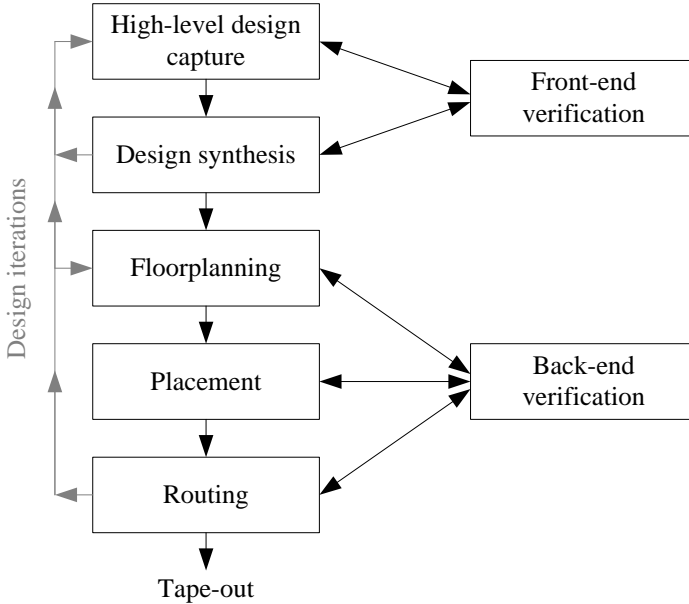 High-level design
capture
Front-end
verification
Design synthesis
Design iterations
Floorplanning
Placement
Back-end
verification
Routing
Tape-out